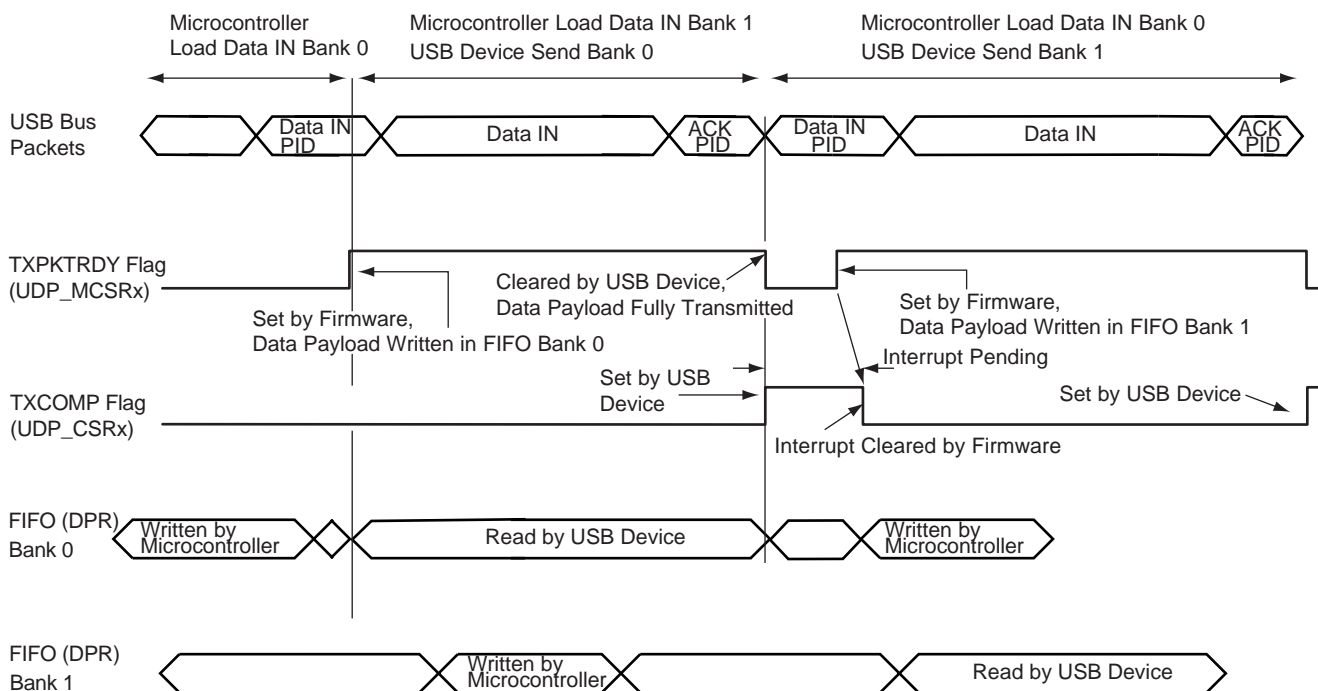 Microcontroller
Load Data IN Bank 0
Microcontroller Load Data IN Bank 1
USB Device Send Bank 0
Microcontroller Load Data IN Bank 0
USB Device Send Bank 1
USB Bus
Packets
Data IN
PID
Data IN
ACK
PID
Data IN
PID
Data IN
ACK
PID
TXPKTRDY Flag
(UDP_MCSRx)
Set by Firmware,
Data Payload Written in FIFO Bank 0
Cleared by USB Device,
Data Payload Fully Transmitted
Set by Firmware,
Data Payload Written in FIFO Bank 1
Interrupt Pending
TXCOMP Flag
(UDP_CSRx)
Set by USB
Device
Set by USB Device
Interrupt Cleared by Firmware
FIFO (DPR)
Bank 0
Written by
Microcontroller
Read by USB Device
Written by
Microcontroller
FIFO (DPR)
Bank 1
Written by
Microcontroller
Read by USB Device